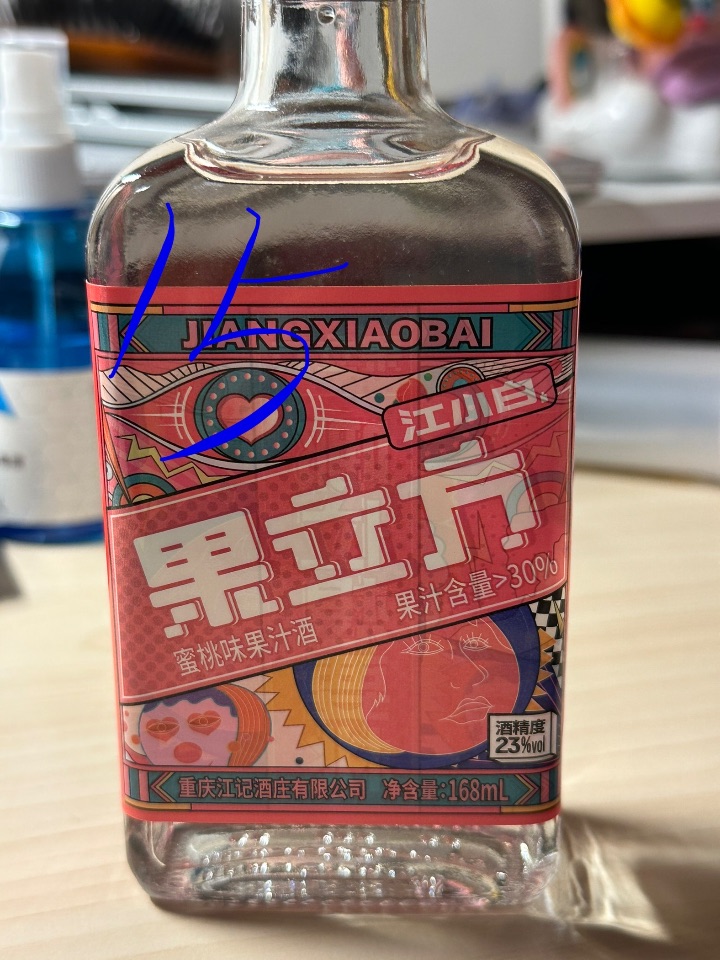 15
JIANGXIAOBAI
江小白
果立方
果汁含量>30%
蜜桃味果汁酒
酒精度
23%vol
重庆江记酒庄有限公司 净含量:168mL